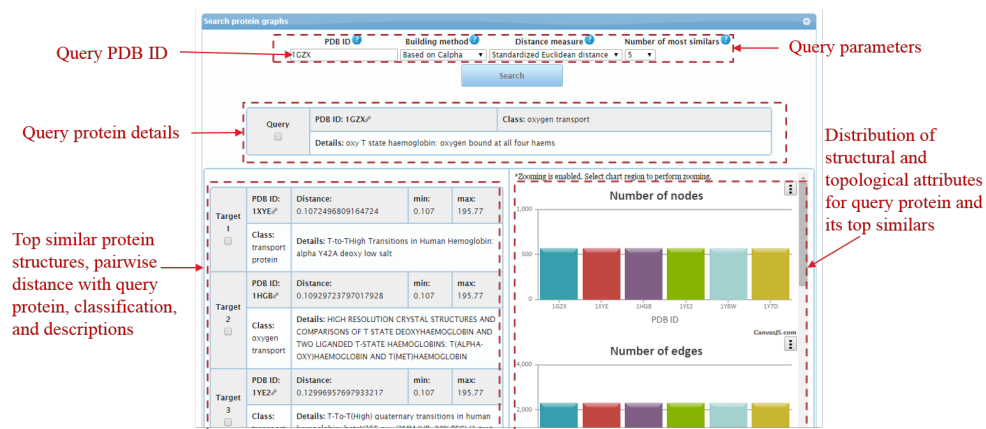 Search protein graphs
PDB ID Building method Distance measure Number of most similars
Query PDB ID
1GZX Based on Calpha Standardized Euclidean distance 5
Query parameters
Search
Query protein details
Query
PDB ID: 1GZX
Class: oxygen transport
Details: oxy T state haemoglobin: oxygen bound at all four haems
Distribution of
structural and
topological attributes
for query protein and
its top similars
Top similar protein
structures, pairwise
distance with query
protein, classification,
and descriptions
Target
1
PDB ID:
1XYE
Distance:
0.1072496809164724
min:
0.107
max:
195.77
Class:
transport
protein
Details: T-to-THigh Transitions in Human Hemoglobin:
alpha Y42A deoxy low salt
Target
2
PDB ID:
1HGB
Distance:
0.10929723797017928
min:
0.107
max:
195.77
Class:
oxygen
transport
Details: HIGH RESOLUTION CRYSTAL STRUCTURES AND
COMPARISONS OF T STATE DEOXYHAEMOGLOBIN AND
TWO LIGANDED T-STATE HAEMOGLOBINS: T(ALPHA-
OXY)HAEMOGLOBIN AND T(MET)HAEMOGLOBIN
Target
3
PDB ID:
1YE2
Distance:
0.12996957697933217
min:
0.107
max:
195.77
Class:
Details: T-To-T(High) quaternary transitions in human
*Zooming is enabled. Select chart region to perform zooming.
Number of nodes
1,000
500
0
1GZX 1XYE 1HGB 1YE2 1YBW 1Y7D
PDB ID
CanvasJS.com
Number of edges
4,000
2,000